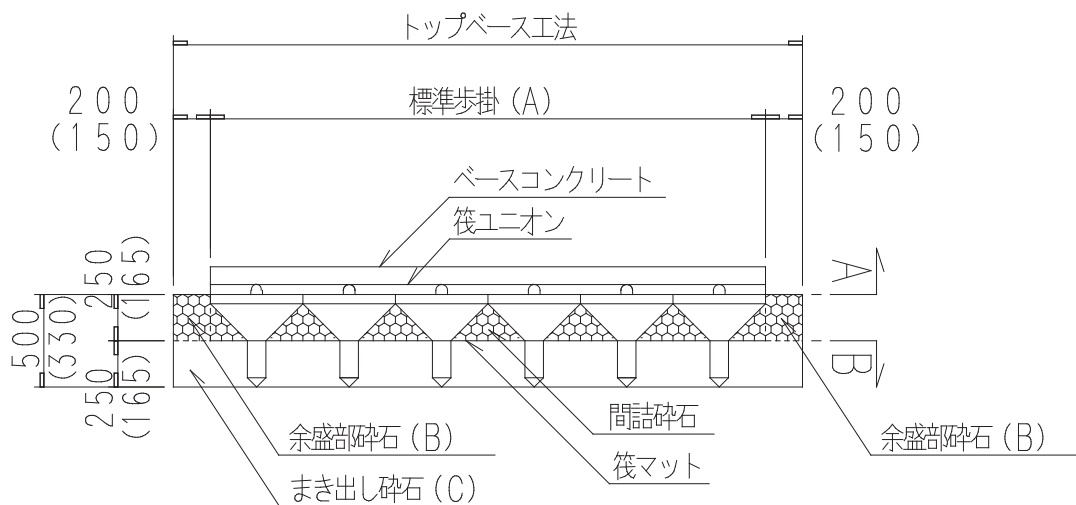 トップベース工法
200
(150)
標準歩掛(A)
200
(150)
ベースコンクリート
筏ユニオン
500
(330)
250
(165)
250
(165)
A
B
間詰砕石
余盛部砕石(B)
余盛部砕石(B)
筏マット
まき出し砕石(C)